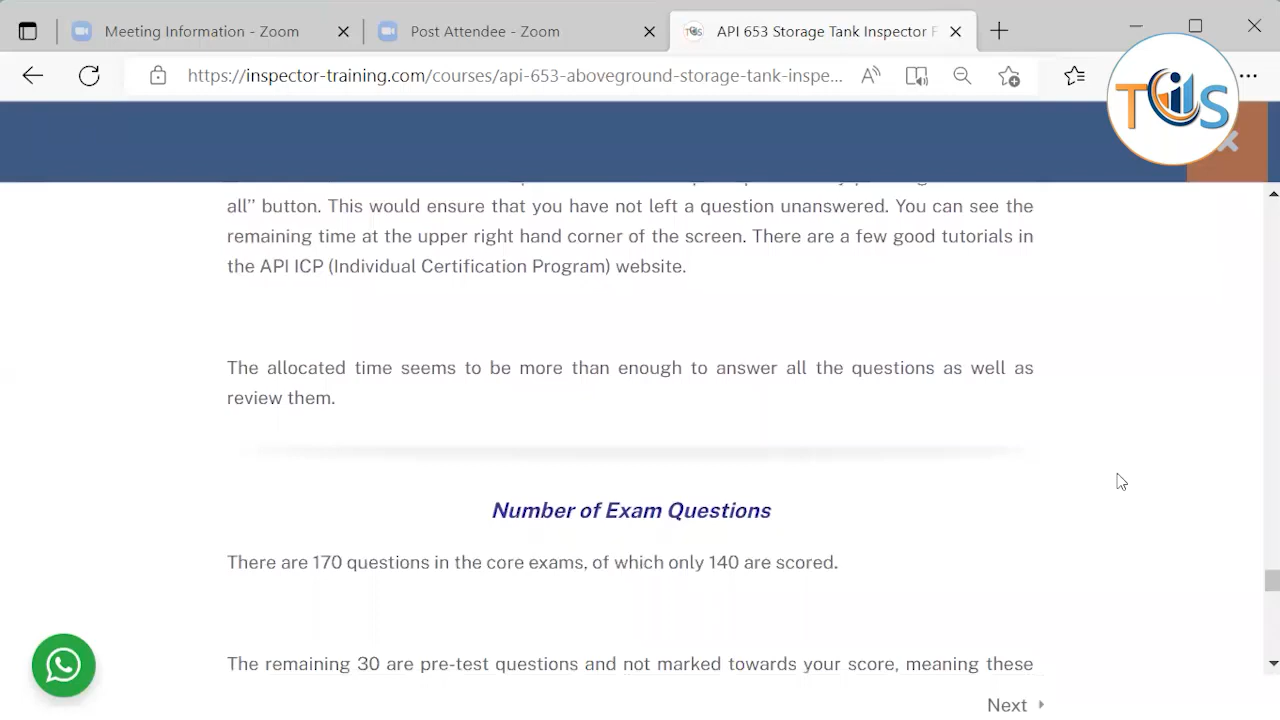 Meeting Information - Zoom
Post Attendee - Zoom
API 653 Storage Tank Inspector F
https://inspector-training.com/courses/api-653-aboveground-storage-tank-inspe...
TIS
all" button. This would ensure that you have not left a question unanswered. You can see the
remaining time at the upper right hand corner of the screen. There are a few good tutorials in
the API ICP (Individual Certification Program) website.
The allocated time seems to be more than enough to answer all the questions as well as
review them.
Number of Exam Questions
There are 170 questions in the core exams, of which only 140 are scored.
The remaining 30 are pre-test questions and not marked towards your score, meaning these
Next